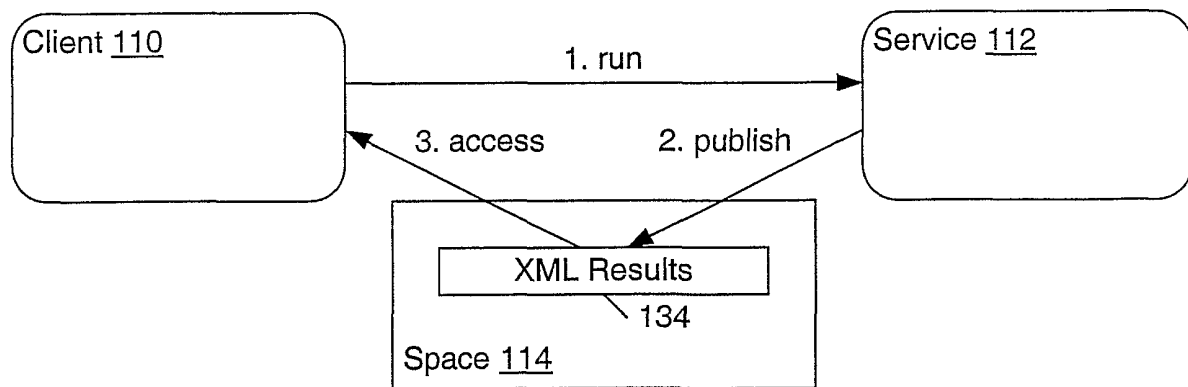 Client 110
Service 112
1. run
3. access
2. publish
XML Results
134
Space 114